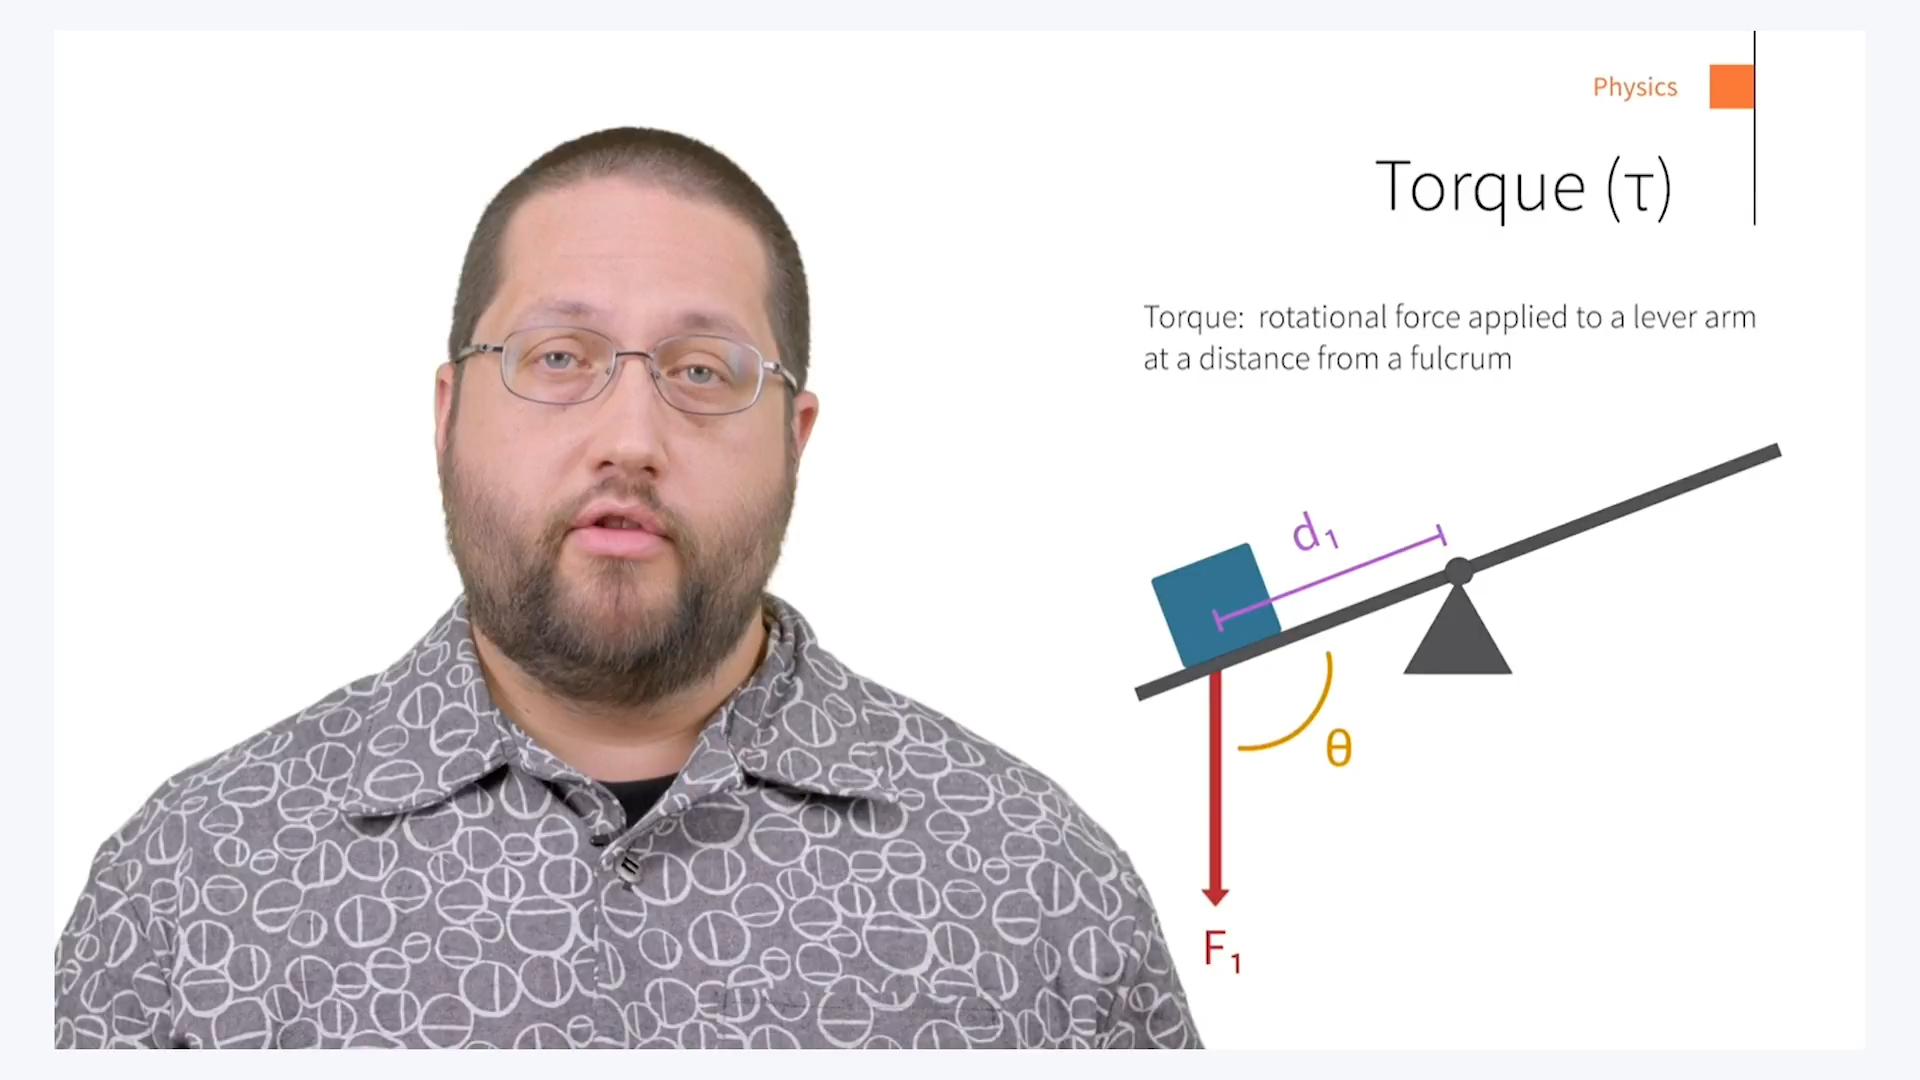 Physics
Torque (τ)
Torque: rotational force applied to a lever arm
at a distance from a fulcrum
d₁
θ
F₁